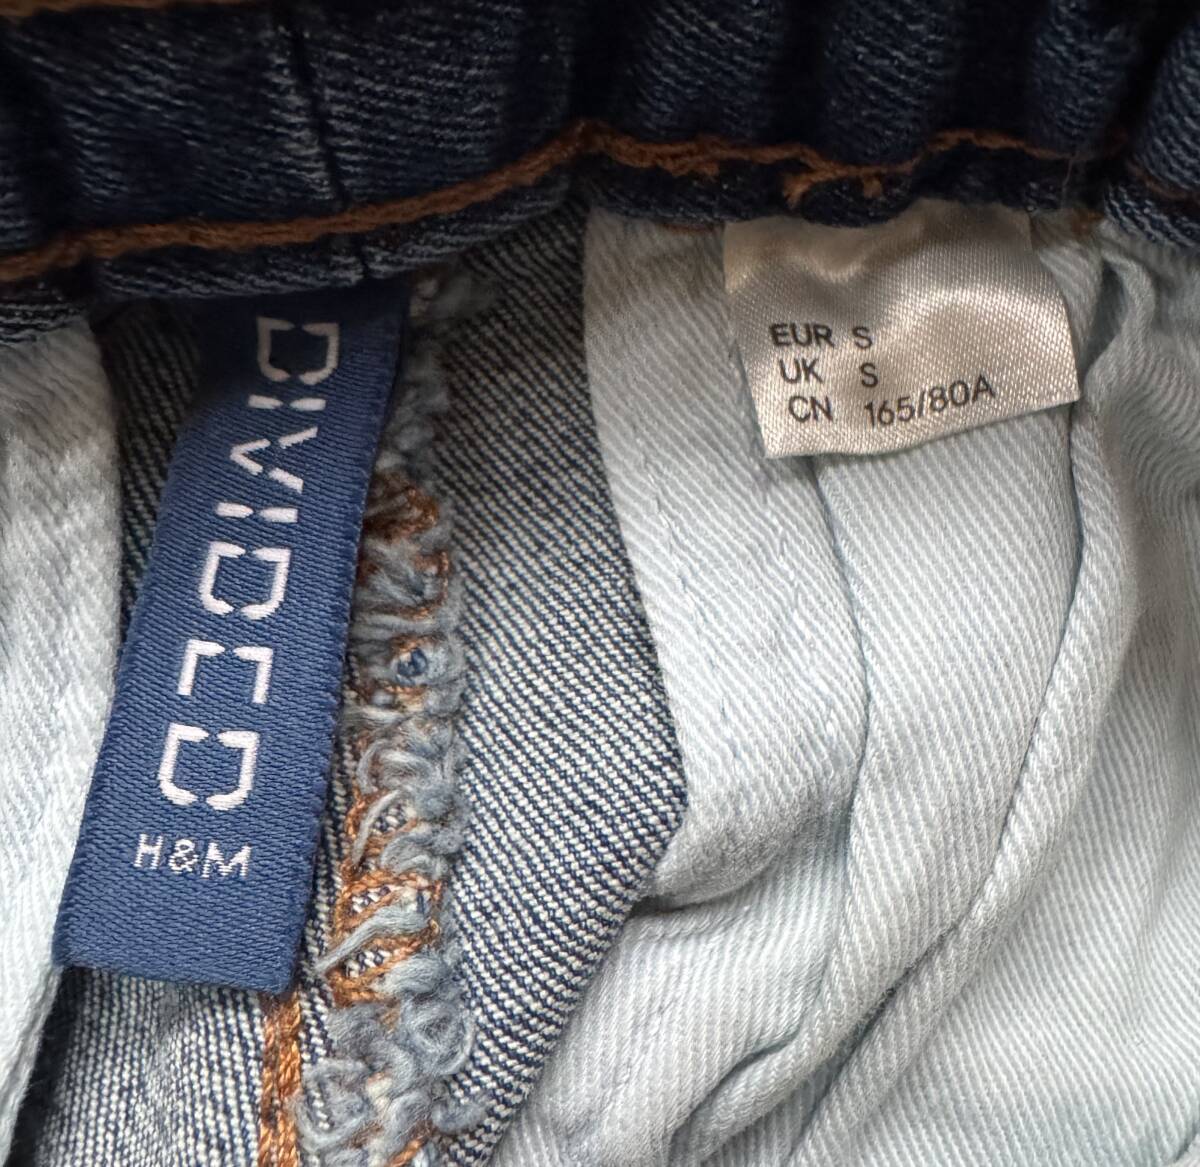 DIVIDED
H&M
EUR S
UK S
CN 165/80A